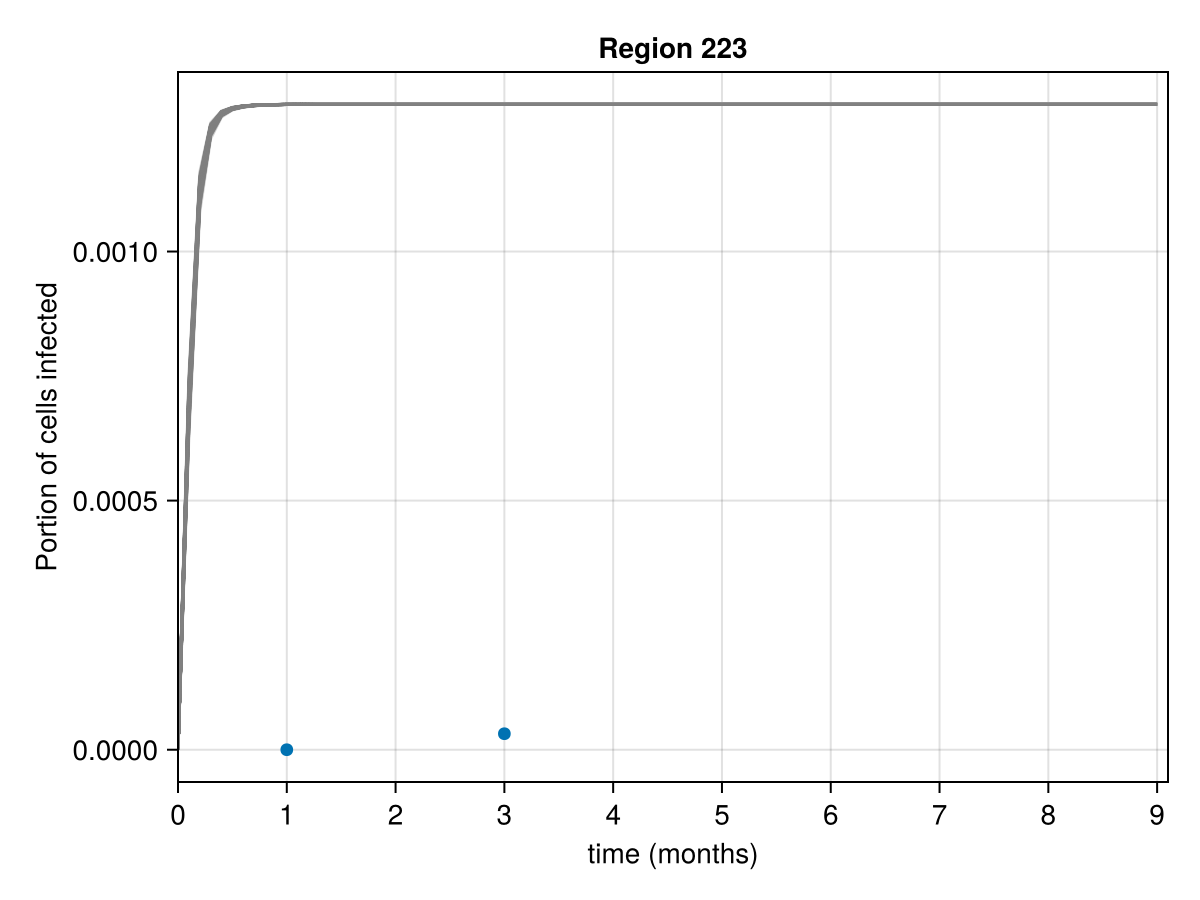 Region 223
Portion of cells infected
0.0010
0.0005
0.0000
0 1 2 3 4 5 6 7 8 9
time (months)